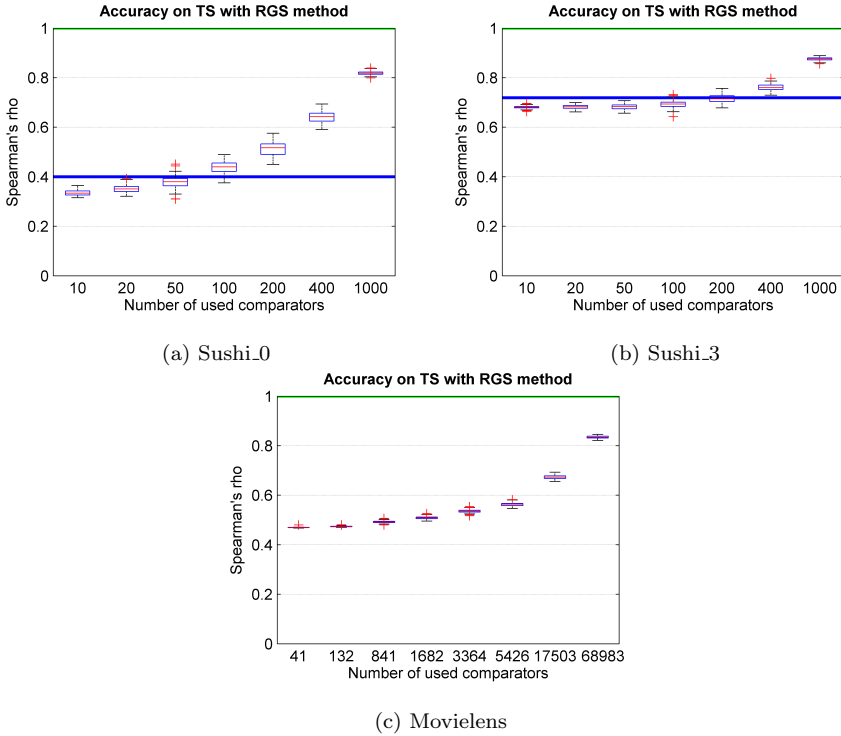 Accuracy on TS with RGS method
Spearman's rho
1
0.8
0.6
0.4
0.2
0
10 20 50 100 200 400 1000
Number of used comparators
(a) Sushi_0
Accuracy on TS with RGS method
Spearman's rho
1
0.8
0.6
0.4
0.2
0
10 20 50 100 200 400 1000
Number of used comparators
(b) Sushi_3
Accuracy on TS with RGS method
Spearman's rho
1
0.8
0.6
0.4
0.2
0
41 132 841 1682 3364 5426 17503 68983
Number of used comparators
(c) Movielens